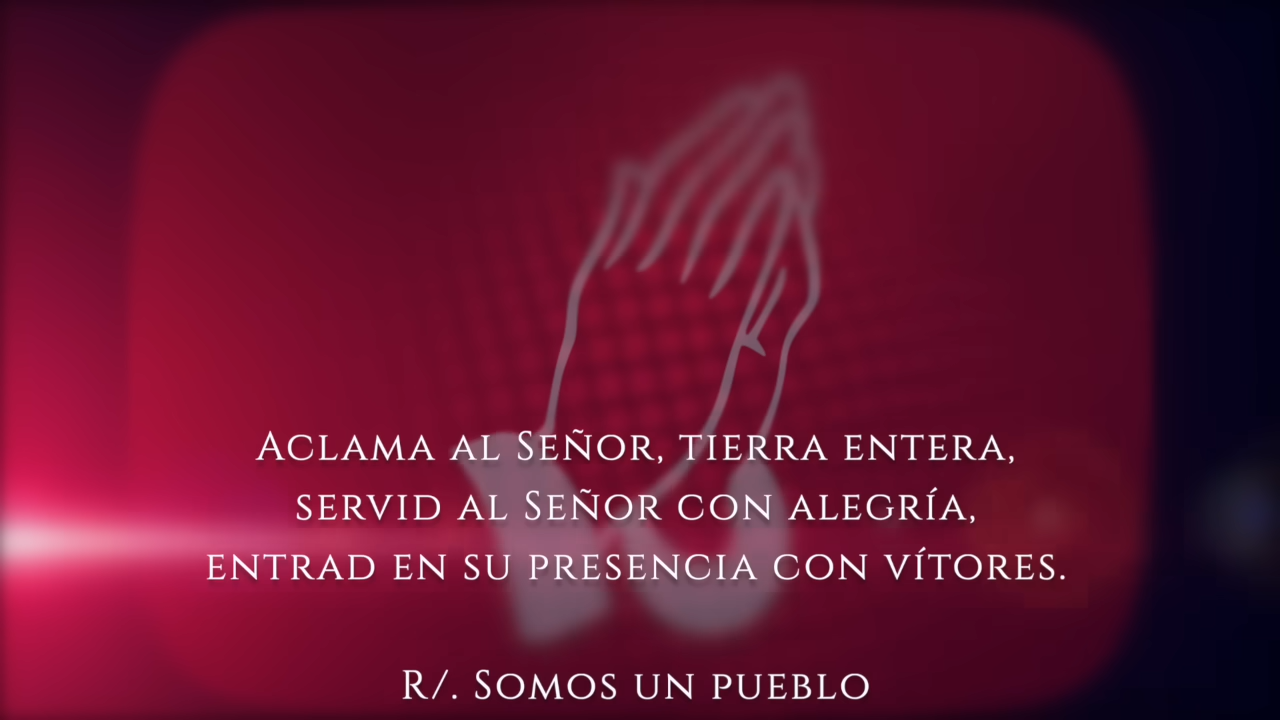 Aclama al Señor, tierra entera,
servid al Señor con alegría,
entrad en su presencia con vítores.
R/. Somos un pueblo